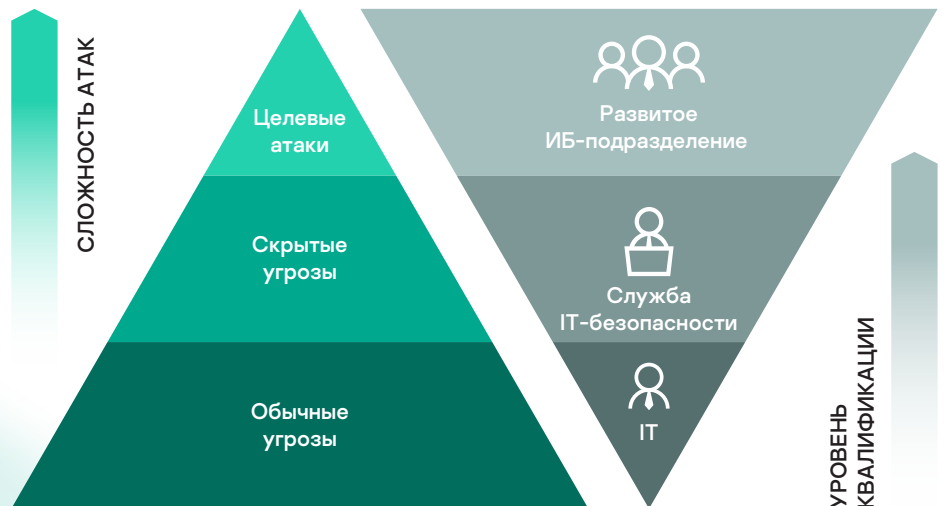 СЛОЖНОСТЬ АТАК
Целевые
атаки
Скрытые
угрозы
Обычные
угрозы
Развитое
ИБ-подразделение
Служба
IT-безопасности
IT
УРОВЕНЬ
КВАЛИФИКАЦИИ